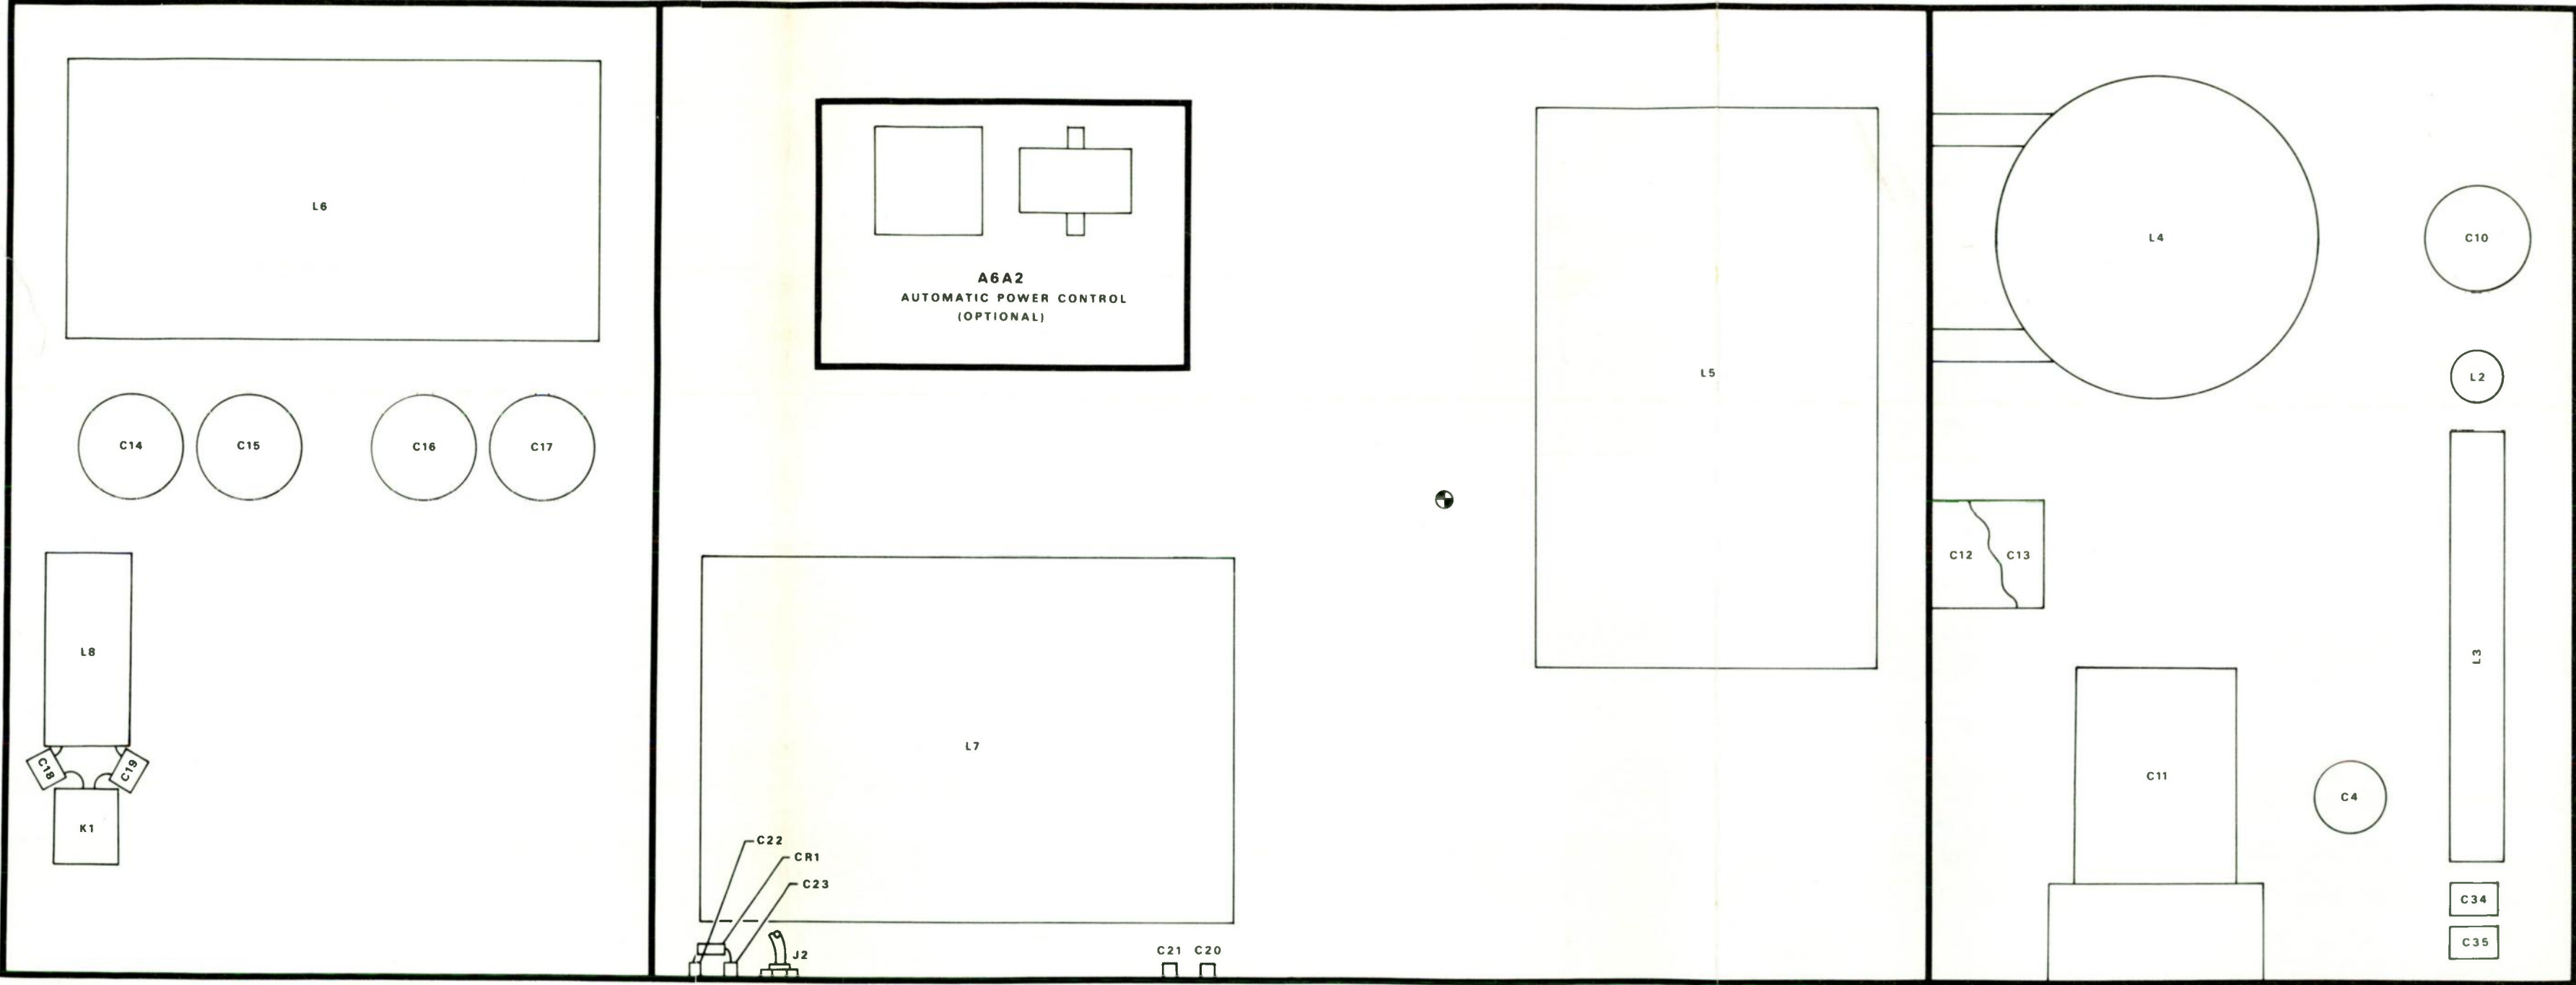 L6
C14
C15
C16
C17
L8
C18
C19
K1
A6A2
AUTOMATIC POWER CONTROL
(OPTIONAL)
L5
L7
C22
CR1
C23
J2
C21
C20
L4
C10
L2
C12
C13
L3
C11
C4
C34
C35